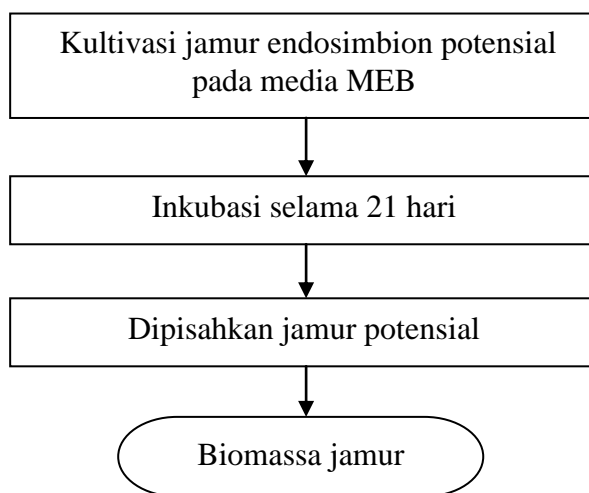 Kultivasi jamur endosimbion potensial
pada media MEB
Inkubasi selama 21 hari
Dipisahkan jamur potensial
Biomassa jamur